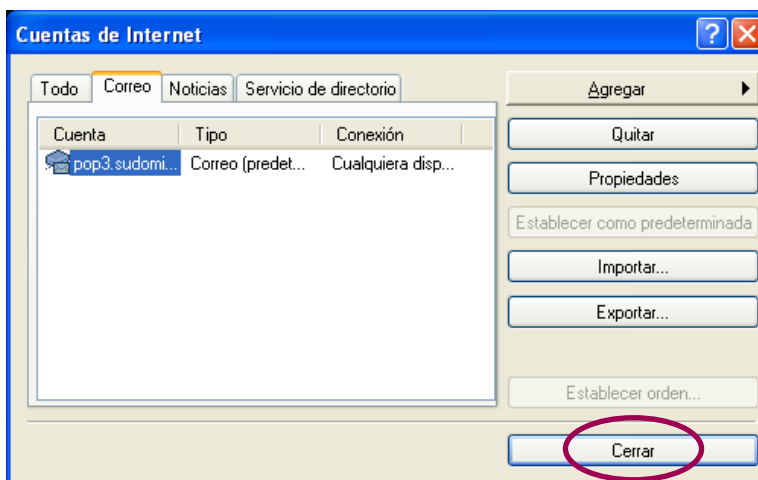 Cuentas de Internet
Todo Correo Noticias Servicio de directorio
Cuenta Tipo Conexión
pop3.sudomi... Correo (predet... Cualquiera disp...
Agregar
Quitar
Propiedades
Establecer como predeterminada
Importar...
Exportar...
Establecer orden...
Cerrar